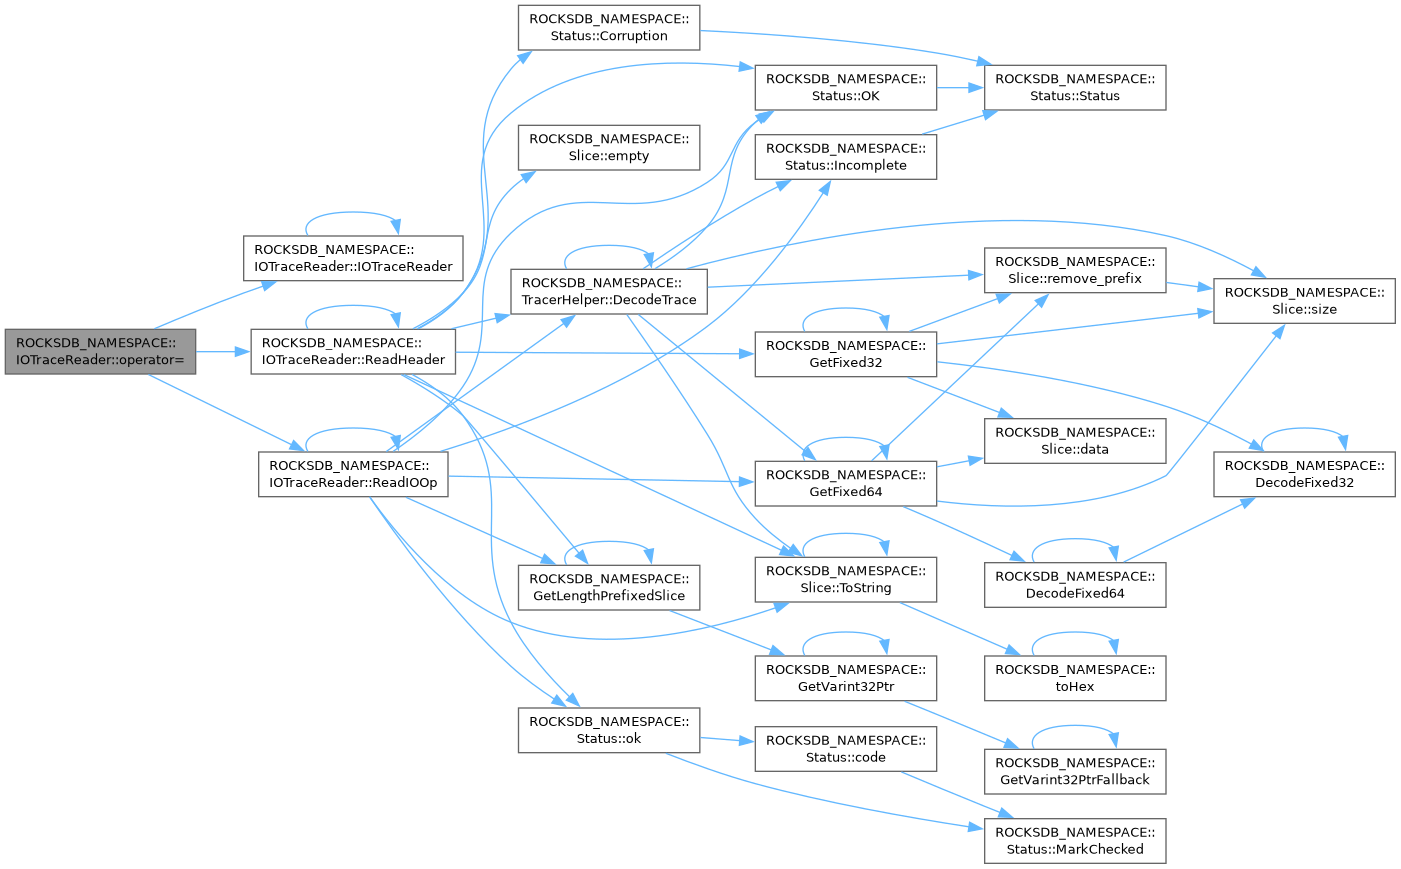 ROCKSDB_NAMESPACE::
IOTraceReader::operator=
ROCKSDB_NAMESPACE::
IOTraceReader::IOTraceReader
ROCKSDB_NAMESPACE::
IOTraceReader::ReadHeader
ROCKSDB_NAMESPACE::
IOTraceReader::ReadIOOp
ROCKSDB_NAMESPACE::
Status::Corruption
ROCKSDB_NAMESPACE::
Slice::empty
ROCKSDB_NAMESPACE::
TracerHelper::DecodeTrace
ROCKSDB_NAMESPACE::
GetLengthPrefixedSlice
ROCKSDB_NAMESPACE::
Status::ok
ROCKSDB_NAMESPACE::
Status::OK
ROCKSDB_NAMESPACE::
Status::Incomplete
ROCKSDB_NAMESPACE::
GetFixed32
ROCKSDB_NAMESPACE::
GetFixed64
ROCKSDB_NAMESPACE::
Slice::ToString
ROCKSDB_NAMESPACE::
GetVarint32Ptr
ROCKSDB_NAMESPACE::
Status::code
ROCKSDB_NAMESPACE::
Status::Status
ROCKSDB_NAMESPACE::
Slice::remove_prefix
ROCKSDB_NAMESPACE::
Slice::data
ROCKSDB_NAMESPACE::
DecodeFixed64
ROCKSDB_NAMESPACE::
toHex
ROCKSDB_NAMESPACE::
GetVarint32PtrFallback
ROCKSDB_NAMESPACE::
Status::MarkChecked
ROCKSDB_NAMESPACE::
Slice::size
ROCKSDB_NAMESPACE::
DecodeFixed32